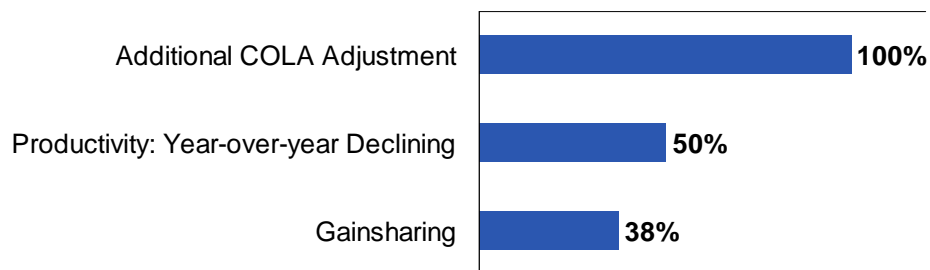 Additional COLA Adjustment 100%
Productivity: Year-over-year Declining 50%
Gainsharing 38%